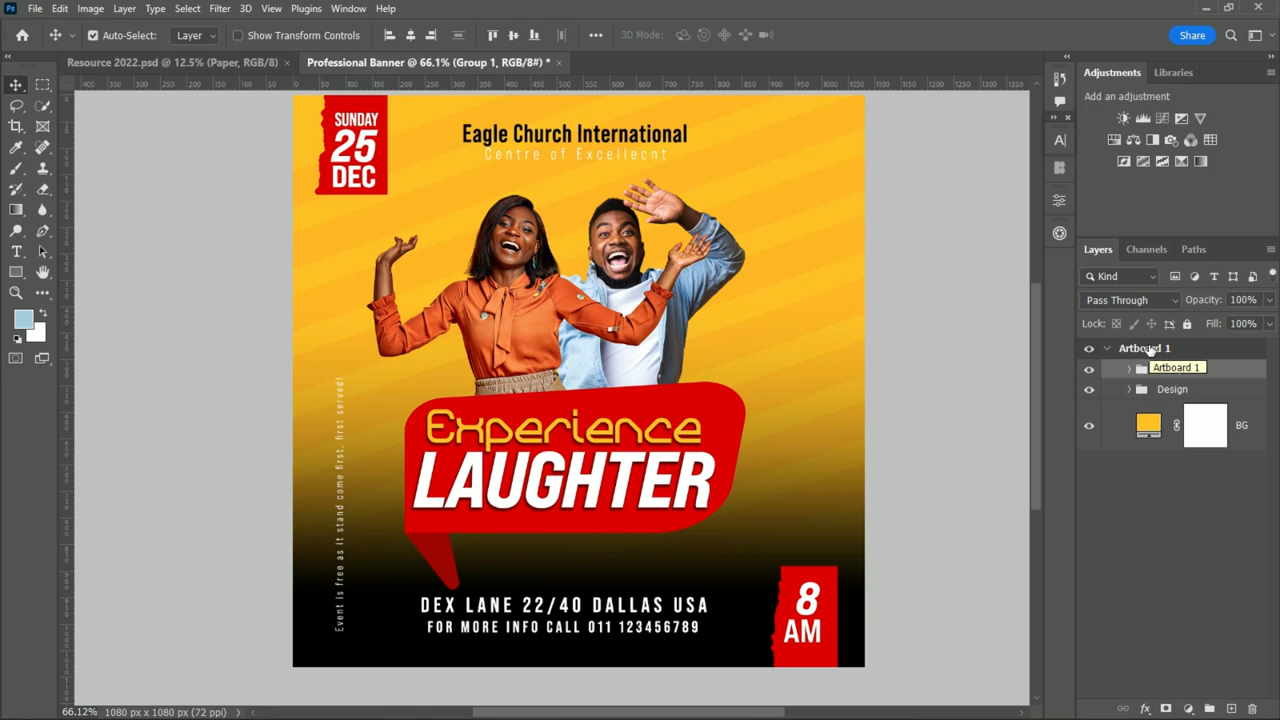 Ps File Edit Image Layer Type Select Filter 3D View Plugins Window Help
Auto-Select: Layer Show Transform Controls 3D Mode: Share
Resource 2022.psd @ 12.5% (Paper, RGB/8) × Professional Banner @ 66.1% (Group 1, RGB/8#) * ×
SUNDAY
25
DEC
Eagle Church International
Centre of Excellecnt
Experience
LAUGHTER
Event is free as it stand come first, first served!
DEX LANE 22/40 DALLAS USA
FOR MORE INFO CALL 011 123456789
8
AM
Adjustments Libraries
Add an adjustment
Layers Channels Paths
Kind
Pass Through Opacity: 100%
Lock: Fill: 100%
Artboard 1
Artboard 1
Design
BG
66.12% 1080 px x 1080 px (72 ppi)